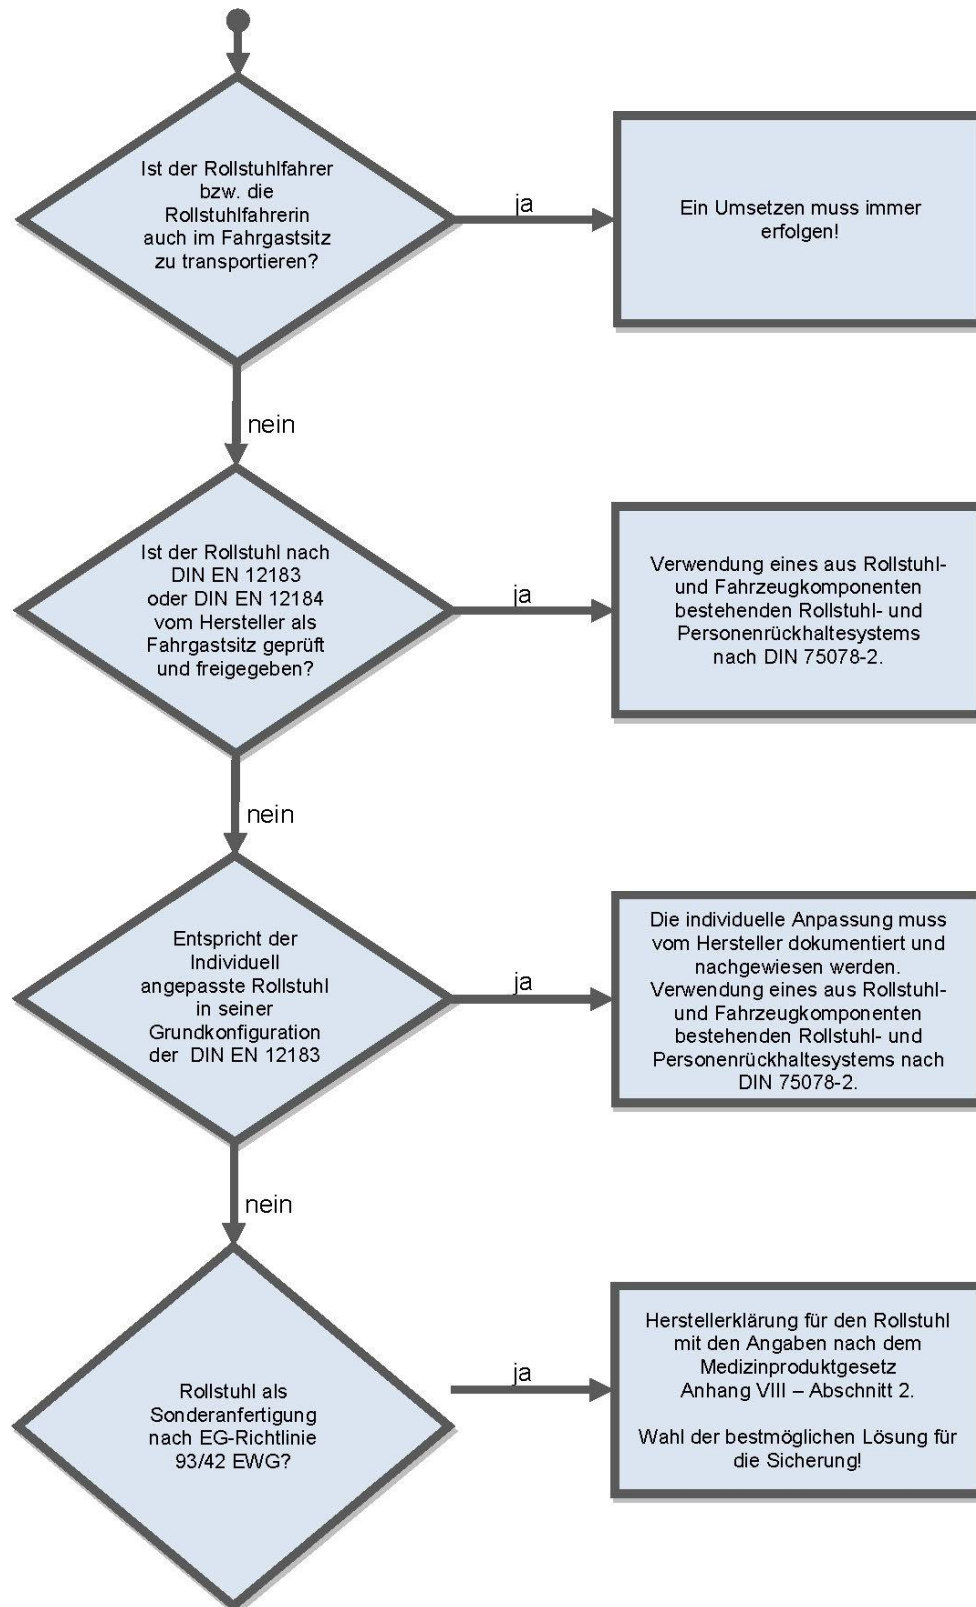 Ist der Rollstuhlfahrer
bzw. die
Rollstuhlfahrerin
auch im Fahrgastsitz
zu transportieren?
ja
Ein Umsetzen muss immer
erfolgen!
nein
Ist der Rollstuhl nach
DIN EN 12183
oder DIN EN 12184
vom Hersteller als
Fahrgastsitz geprüft
und freigegeben?
ja
Verwendung eines aus Rollstuhl-
und Fahrzeugkomponenten
bestehenden Rollstuhl- und
Personenrückhaltesystems
nach DIN 75078-2.
nein
Entspricht der
Individuell
angepasste Rollstuhl
in seiner
Grundkonfiguration
der DIN EN 12183
ja
Die individuelle Anpassung muss
vom Hersteller dokumentiert und
nachgewiesen werden.
Verwendung eines aus Rollstuhl-
und Fahrzeugkomponenten
bestehenden Rollstuhl- und
Personenrückhaltesystems nach
DIN 75078-2.
nein
Rollstuhl als
Sonderanfertigung
nach EG-Richtlinie
93/42 EWG?
ja
Herstellerklärung für den Rollstuhl
mit den Angaben nach dem
Medizinproduktgesetz
Anhang VIII – Abschnitt 2.
Wahl der bestmöglichen Lösung für
die Sicherung!